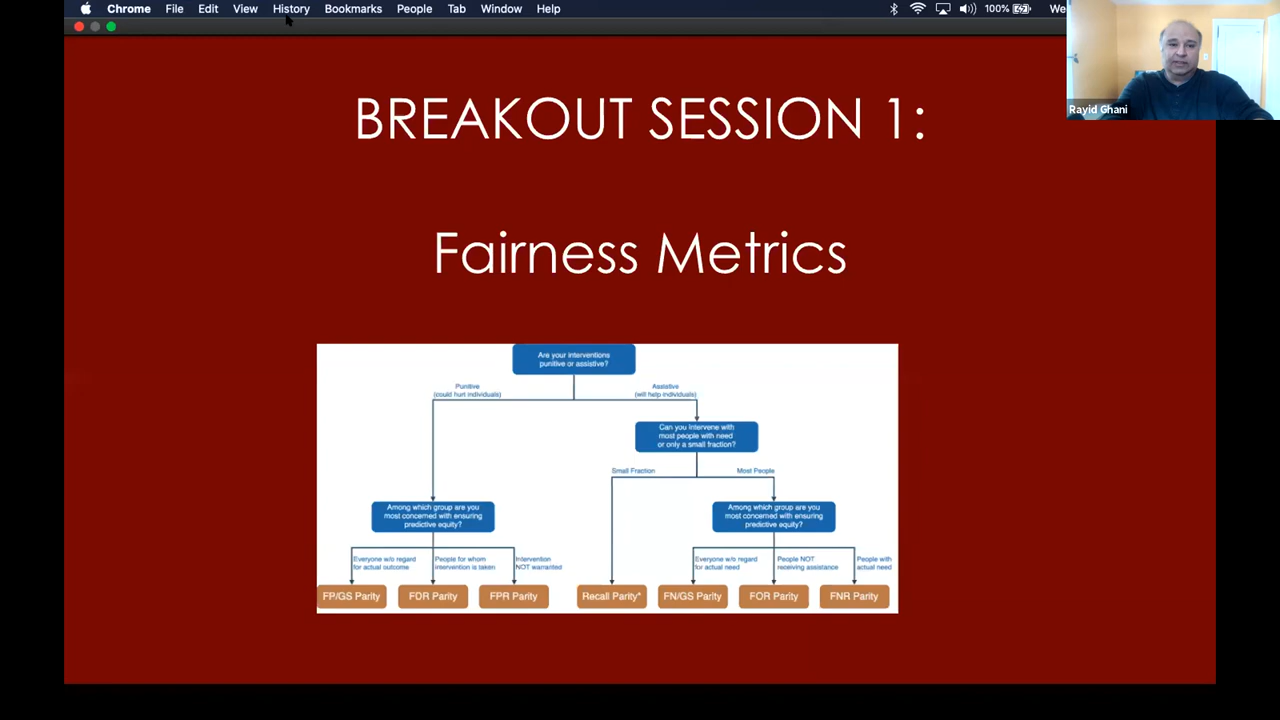 Chrome File Edit View History Bookmarks People Tab Window Help 100% We
Rayid Ghani
BREAKOUT SESSION 1:
Fairness Metrics
Are your interventions
punitive or assistive?
Punitive
(could hurt individuals)
Assistive
(will help individuals)
Can you intervene with
most people with need
or only a small fraction?
Small Fraction
Most People
Among which group are you
most concerned with ensuring
predictive equity?
Among which group are you
most concerned with ensuring
predictive equity?
Everyone w/o regard
for actual outcome
People for whom
intervention is taken
Intervention
NOT warranted
Everyone w/o regard
for actual need
People NOT
receiving assistance
People with
actual need
FP/GS Parity
FDR Parity
FPR Parity
Recall Parity*
FN/GS Parity
FOR Parity
FNR Parity